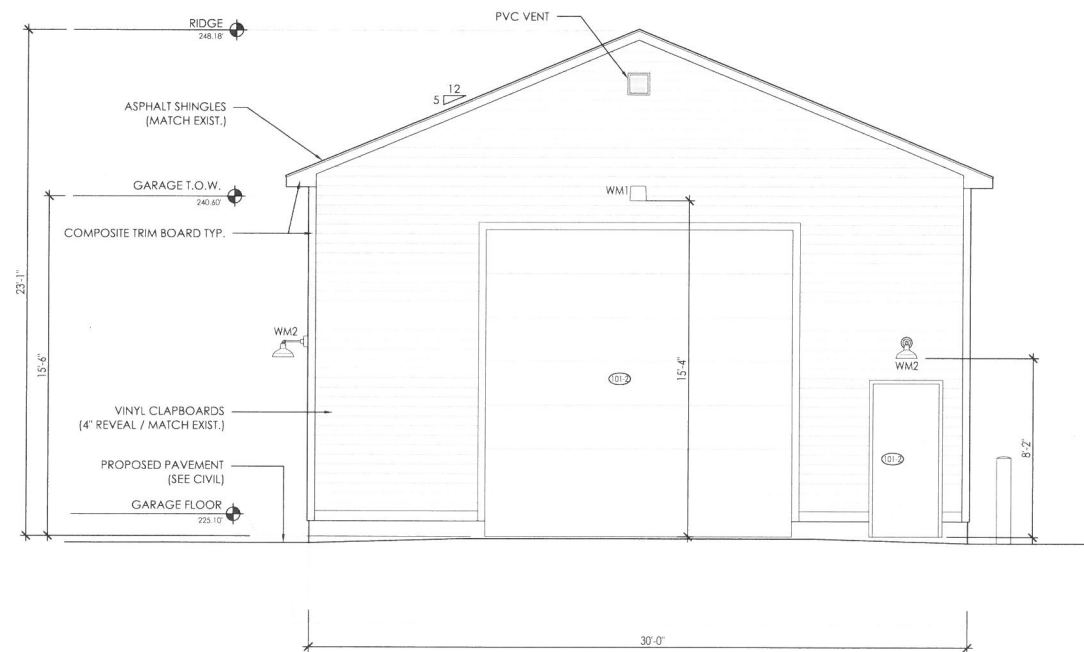 PVC VENT
RIDGE
248.18'
12
5
ASPHALT SHINGLES
(MATCH EXIST.)
GARAGE T.O.W.
240.60'
WM1
COMPOSITE TRIM BOARD TYP.
23'-1"
WM2
15'-6"
15'-4"
101-2
WM2
VINYL CLAPBOARDS
(4" REVEAL / MATCH EXIST.)
8'-2"
101-2
PROPOSED PAVEMENT
(SEE CIVIL)
GARAGE FLOOR
225.10'
30'-0"